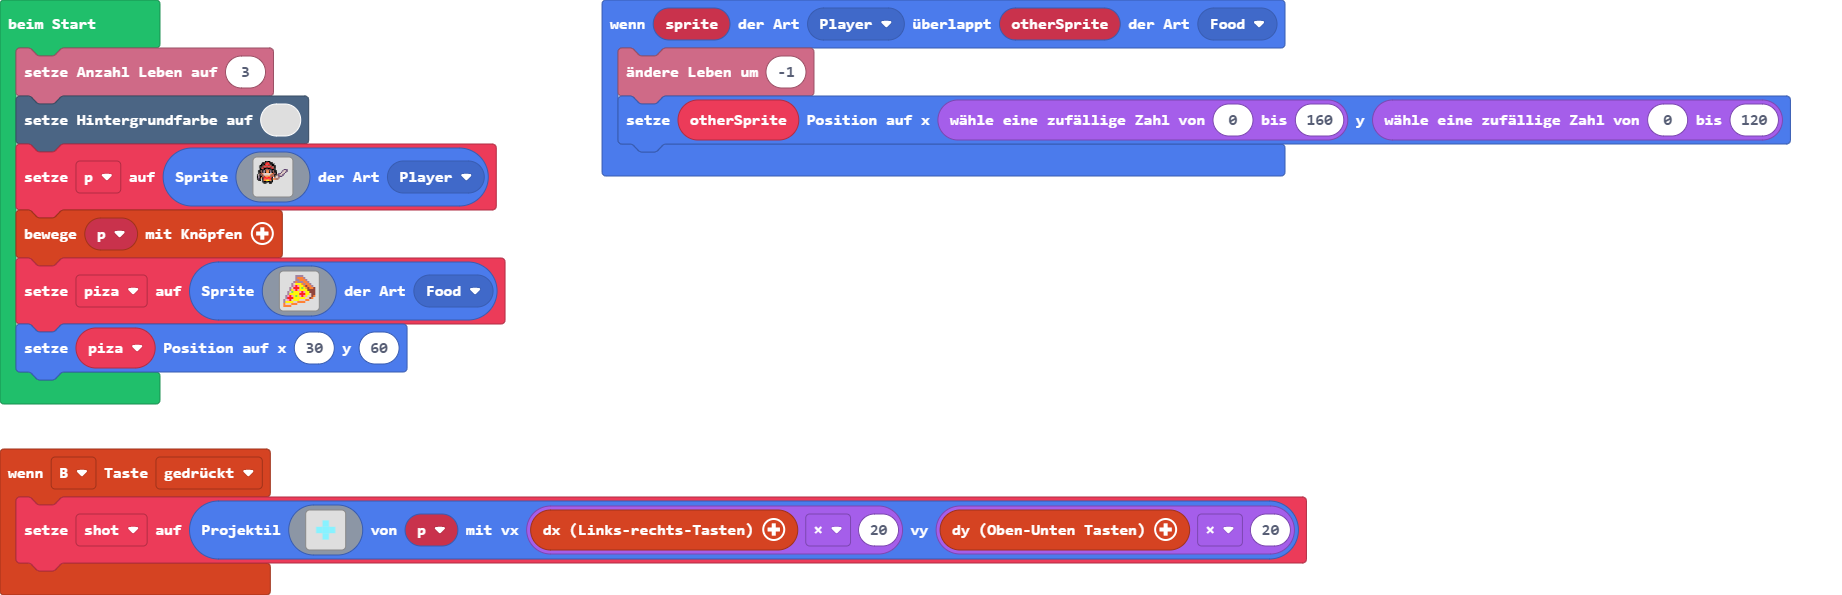 beim Start
setze Anzahl Leben auf 3
setze Hintergrundfarbe auf
setze p auf Sprite der Art Player
bewege p mit Knöpfen
setze piza auf Sprite der Art Food
setze piza Position auf x 30 y 60
wenn sprite der Art Player überlappt otherSprite der Art Food
ändere Leben um -1
setze otherSprite Position auf x wähle eine zufällige Zahl von 0 bis 160 y wähle eine zufällige Zahl von 0 bis 120
wenn B Taste gedrückt
setze shot auf Projektil von p mit vx dx (Links-rechts-Tasten) × 20 vy dy (Oben-Unten Tasten) × 20